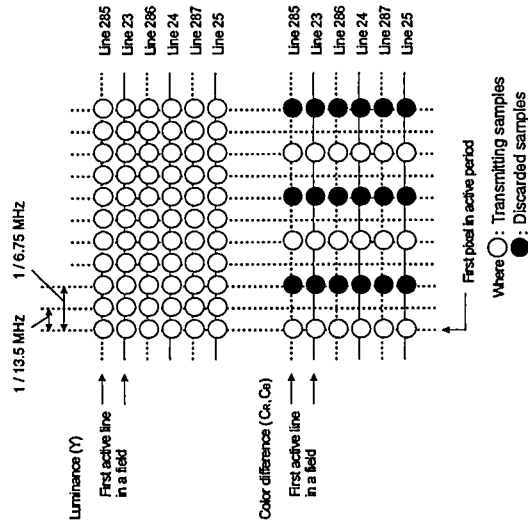 1 / 13.5 MHz
1 / 6.75 MHz
Luminance (Y)
First active line
in a field
Line 285
Line 23
Line 286
Line 24
Line 287
Line 25
Color difference (CR, CB)
First active line
in a field
Line 285
Line 23
Line 286
Line 24
Line 287
Line 25
First pixel in active period
Where ○ : Transmitting samples
● : Discarded samples